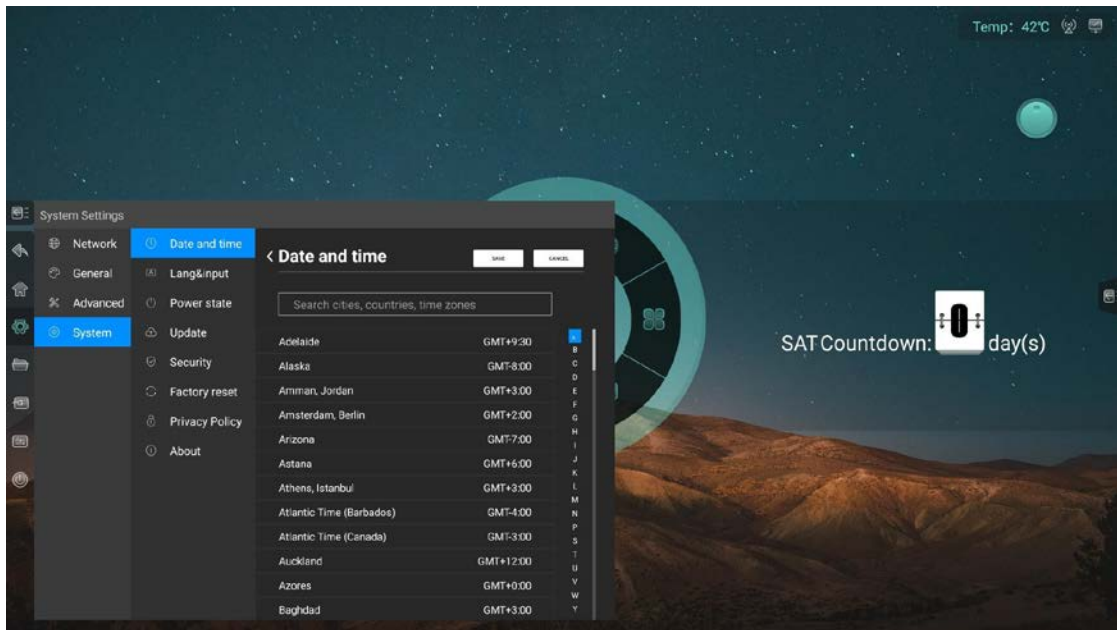 Temp: 42℃
System Settings
Network
General
Advanced
System
Date and time
Lang&input
Power state
Update
Security
Factory reset
Privacy Policy
About
Date and time
SAVE
CANCEL
Search cities, countries, time zones
Adelaide GMT+9:30
Alaska GMT-8:00
Amman, Jordan GMT+3:00
Amsterdam, Berlin GMT+2:00
Arizona GMT-7:00
Astana GMT+6:00
Athens, Istanbul GMT+3:00
Atlantic Time (Barbados) GMT-4:00
Atlantic Time (Canada) GMT-3:00
Auckland GMT+12:00
Azores GMT+0:00
Baghdad GMT+3:00
B
C
D
E
F
G
H
I
J
K
L
M
N
P
S
T
U
V
W
Y
SAT Countdown: 0 day(s)